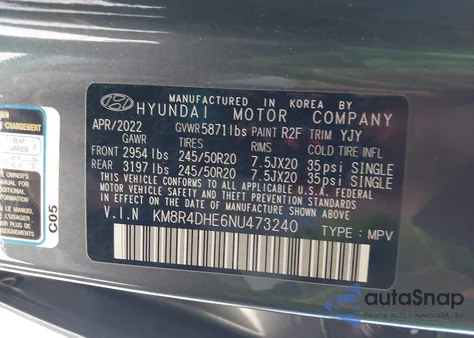 MANUFACTURED IN KOREA BY
HYUNDAI MOTOR COMPANY
APR/2022 GVWR 5871lbs PAINT R2F TRIM YJY
GAWR TIRES RIMS COLD TIRE INFL.
FRONT 2954 lbs 245/50R20 7.5JX20 35psi SINGLE
REAR 3197 lbs 245/50R20 7.5JX20 35psi SINGLE
THIS VEHICLE CONFORMS TO ALL APPLICABLE U.S.A. FEDERAL
MOTOR VEHICLE SAFETY AND THEFT PREVENTION STANDARDS
IN EFFECT ON THE DATE OF MANUFACTURE SHOWN ABOVE.
V.I.N KM8R4DHE6NU473240
TYPE : MPV
C05
autoSnap